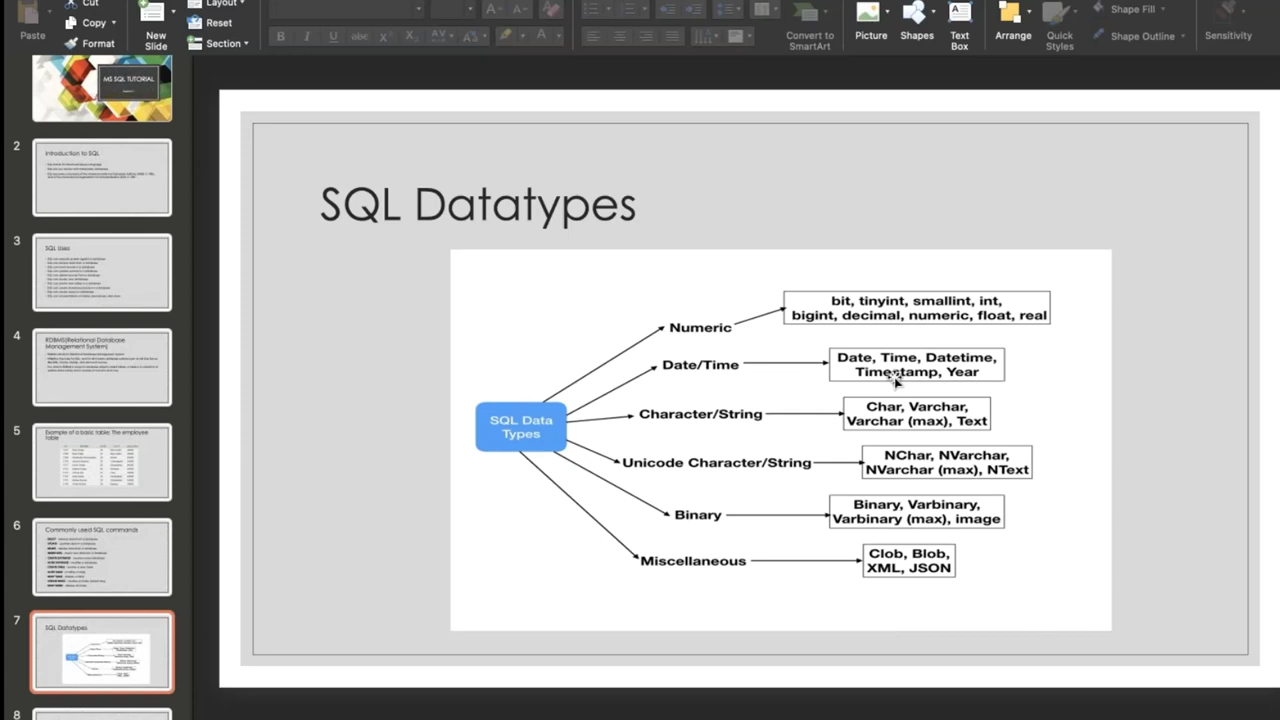 Cut
Layout
Paste
Copy
Format
New
Slide
Reset
Section
B I U abc X X AV Aa A
Convert to
SmartArt
Picture
Shapes
Text
Box
Arrange
Quick
Styles
Shape Fill
Shape Outline
Sensitivity
MS SQL TUTORIAL
2
Introduction to SQL
3
SQL Uses
4
RDBMS(Relational Database
Management System)
5
Example of a basic table: The employee
table
6
Commonly used SQL commands
7
SQL Datatypes
8
SQL Datatypes
SQL Data
Types
Numeric
bit, tinyint, smallint, int,
bigint, decimal, numeric, float, real
Date/Time
Date, Time, Datetime,
Timestamp, Year
Character/String
Char, Varchar,
Varchar (max), Text
Unicode Character/String
NChar, NVarchar,
NVarchar (max), NText
Binary
Binary, Varbinary,
Varbinary (max), image
Miscellaneous
Clob, Blob,
XML, JSON